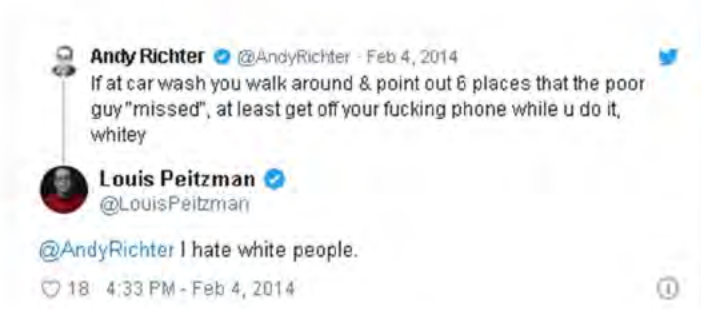 Andy Richter @AndyRichter · Feb 4, 2014
If at car wash you walk around & point out 6 places that the poor
guy "missed", at least get off your fucking phone while u do it,
whitey
Louis Peitzman
@LouisPeitzman
@AndyRichter I hate white people.
18 4:33 PM - Feb 4, 2014